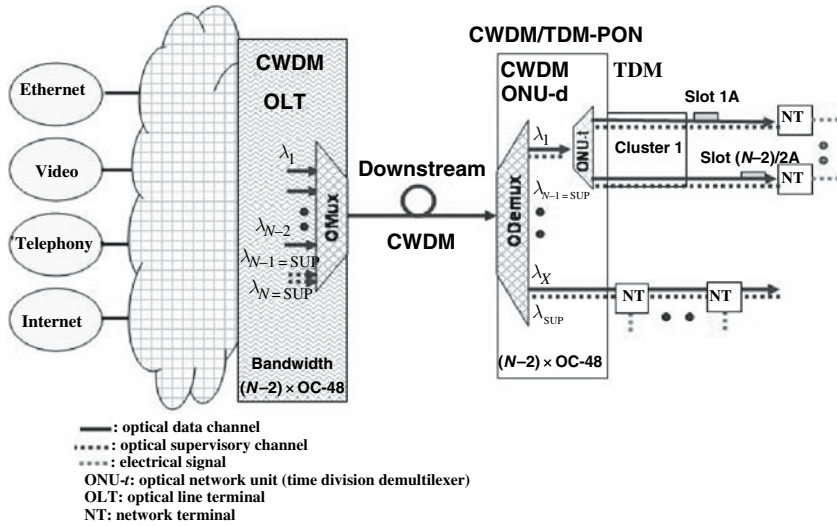 CWDM/TDM-PON
CWDM
OLT
CWDM
ONU-d
TDM
Ethernet
Video
Telephony
Internet
λ1
λN–2
λN–1 = SUP
λN = SUP
OMux
Bandwidth
(N–2) × OC-48
Downstream
CWDM
ODemux
λ1
λN–1 = SUP
λX
λSUP
(N–2) × OC-48
ONU-t
Cluster 1
Slot 1A
Slot (N–2)/2A
NT
NT
NT
NT
: optical data channel
: optical supervisory channel
: electrical signal
ONU-t: optical network unit (time division demultilexer)
OLT: optical line terminal
NT: network terminal